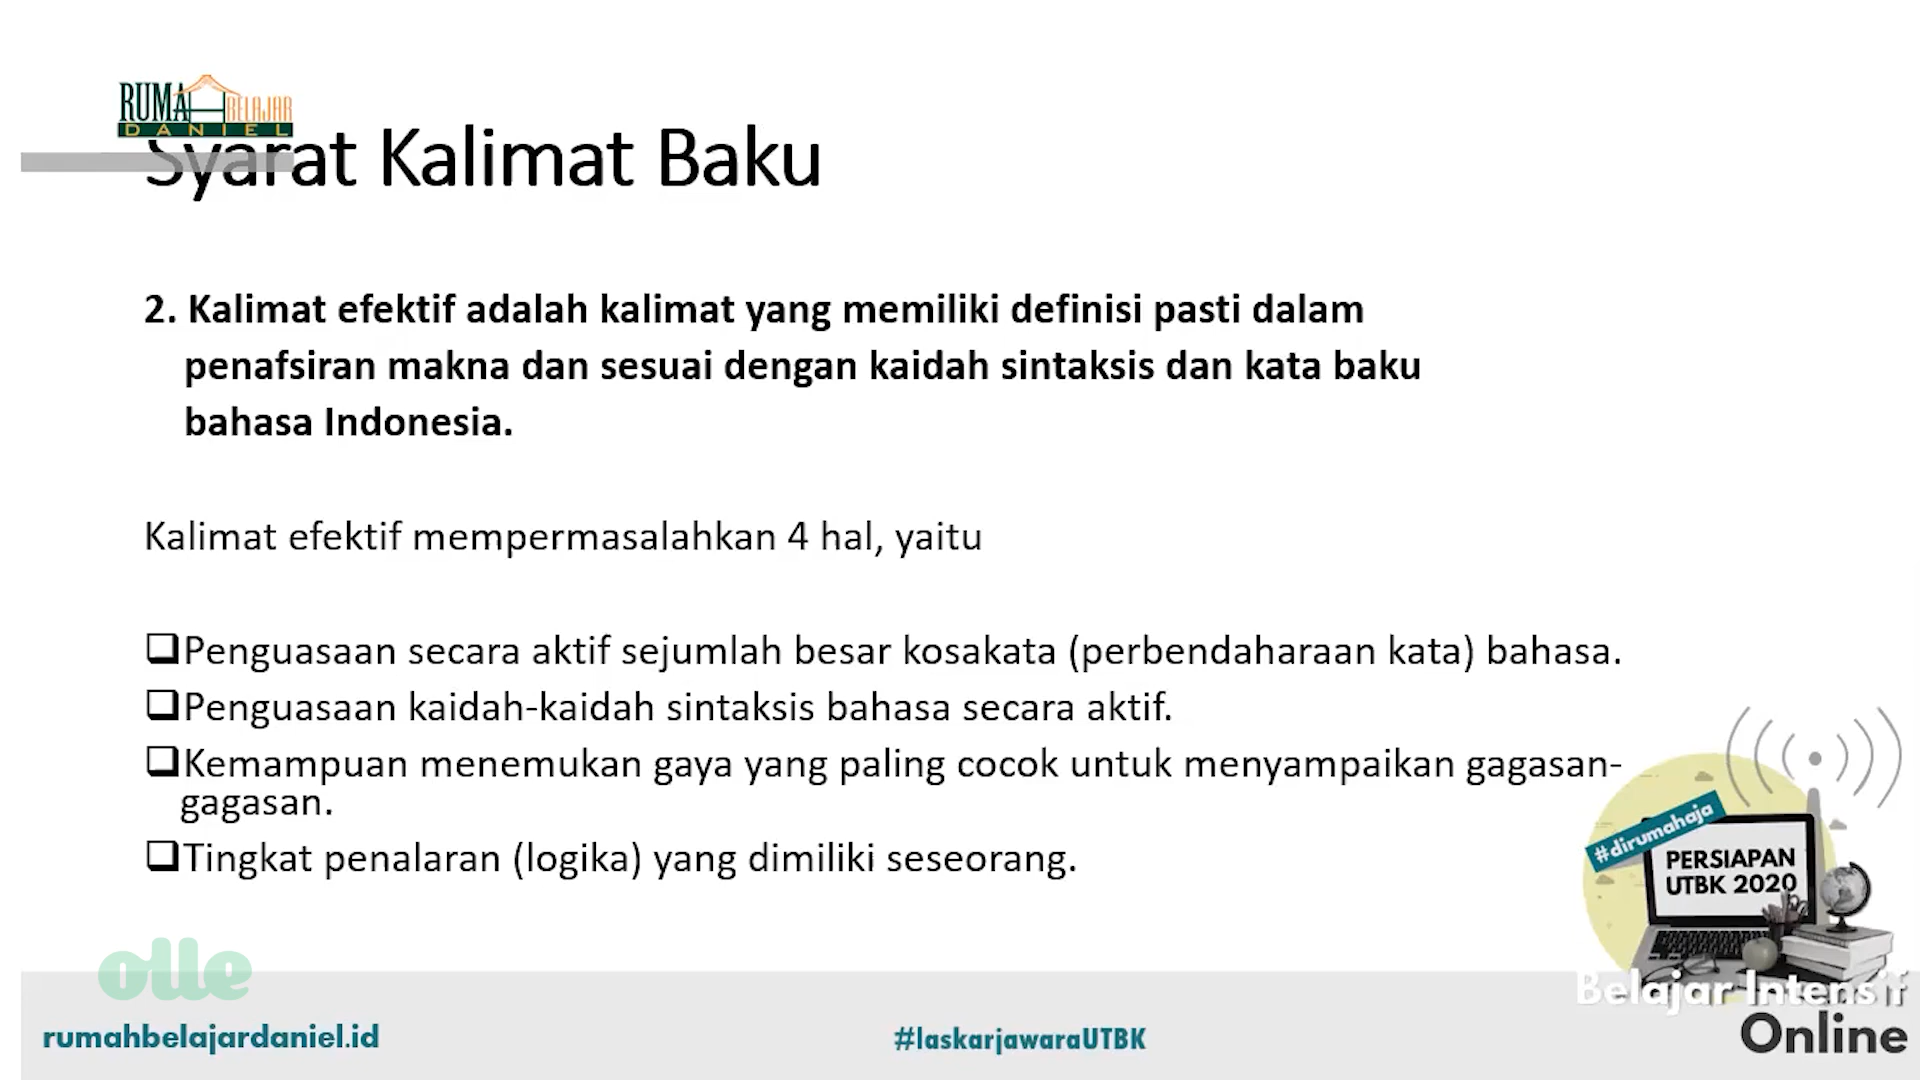 RUMA BELAJAR
DANIEL
Syarat Kalimat Baku
2. Kalimat efektif adalah kalimat yang memiliki definisi pasti dalam
penafsiran makna dan sesuai dengan kaidah sintaksis dan kata baku
bahasa Indonesia.
Kalimat efektif mempermasalahkan 4 hal, yaitu
❑Penguasaan secara aktif sejumlah besar kosakata (perbendaharaan kata) bahasa.
❑Penguasaan kaidah-kaidah sintaksis bahasa secara aktif.
❑Kemampuan menemukan gaya yang paling cocok untuk menyampaikan gagasan-
gagasan.
❑Tingkat penalaran (logika) yang dimiliki seseorang.
#dirumahaja
PERSIAPAN
UTBK 2020
olle
Belajar Intensif
Online
rumahbelajardaniel.id
#laskarjawaraUTBK